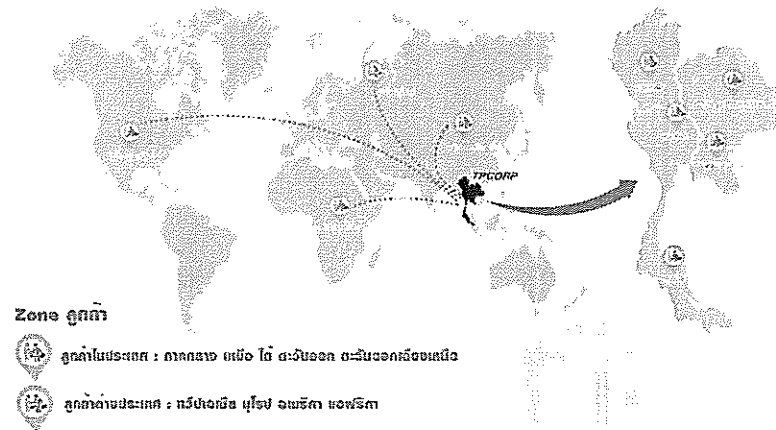 TPCORP
Zone ลูกค้า
ลูกค้าในประเทศ : ภาคกลาง เหนือ ใต้ ตะวันออก ตะวันออกเฉียงเหนือ
ลูกค้าต่างประเทศ : ทวีปเอเชีย ยุโรป อเมริกา แอฟริกา